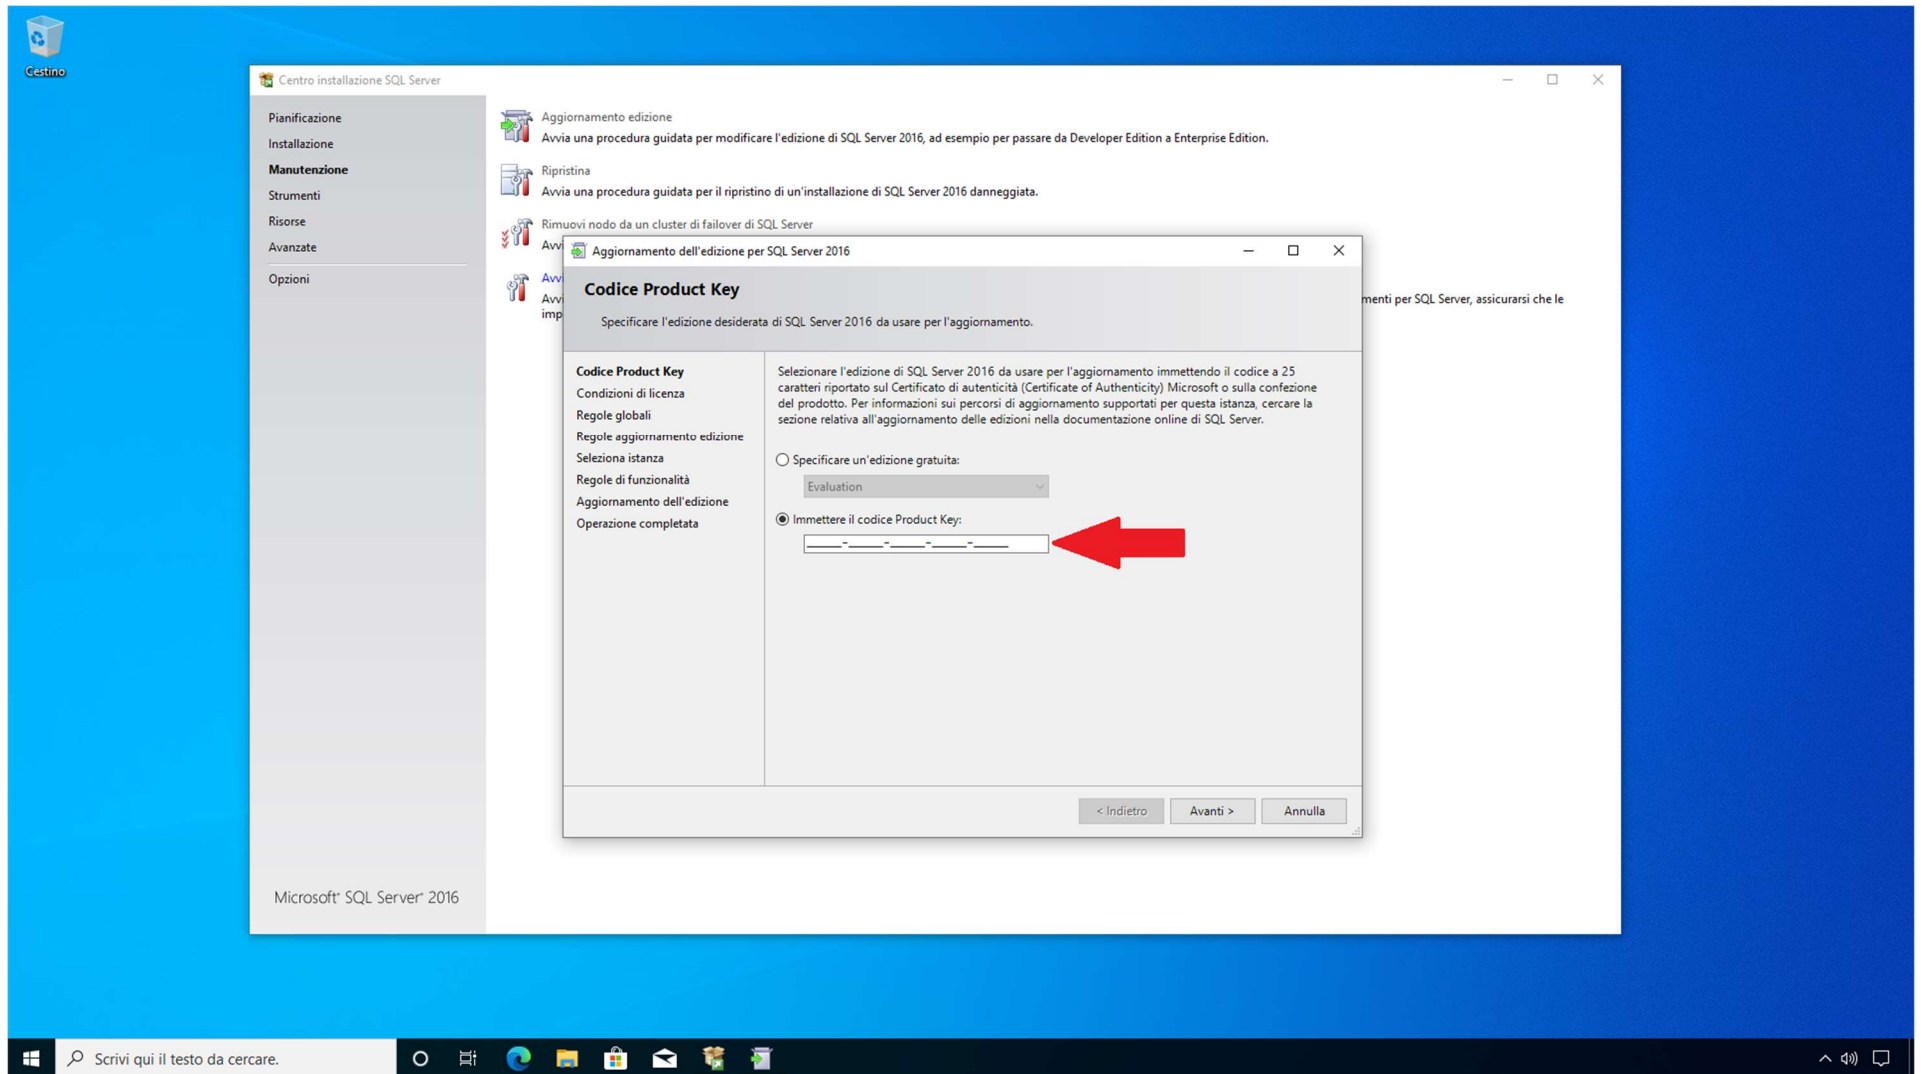 Cestino
Centro installazione SQL Server
Pianificazione
Installazione
Manutenzione
Strumenti
Risorse
Avanzate
Opzioni
Microsoft® SQL Server® 2016
Aggiornamento edizione
Avvia una procedura guidata per modificare l'edizione di SQL Server 2016, ad esempio per passare da Developer Edition a Enterprise Edition.
Ripristina
Avvia una procedura guidata per il ripristino di un'installazione di SQL Server 2016 danneggiata.
Rimuovi nodo da un cluster di failover di SQL Server
Avvi
Avvi
Avvi
menti per SQL Server, assicurarsi che le
imp
Aggiornamento dell'edizione per SQL Server 2016
Codice Product Key
Specificare l'edizione desiderata di SQL Server 2016 da usare per l'aggiornamento.
Codice Product Key
Condizioni di licenza
Regole globali
Regole aggiornamento edizione
Seleziona istanza
Regole di funzionalità
Aggiornamento dell'edizione
Operazione completata
Selezionare l'edizione di SQL Server 2016 da usare per l'aggiornamento immettendo il codice a 25
caratteri riportato sul Certificato di autenticità (Certificate of Authenticity) Microsoft o sulla confezione
del prodotto. Per informazioni sui percorsi di aggiornamento supportati per questa istanza, cercare la
sezione relativa all'aggiornamento delle edizioni nella documentazione online di SQL Server.
Specificare un'edizione gratuita:
Evaluation
Immettere il codice Product Key:
_____-_____-_____-_____-_____
< Indietro
Avanti >
Annulla
Scrivi qui il testo da cercare.